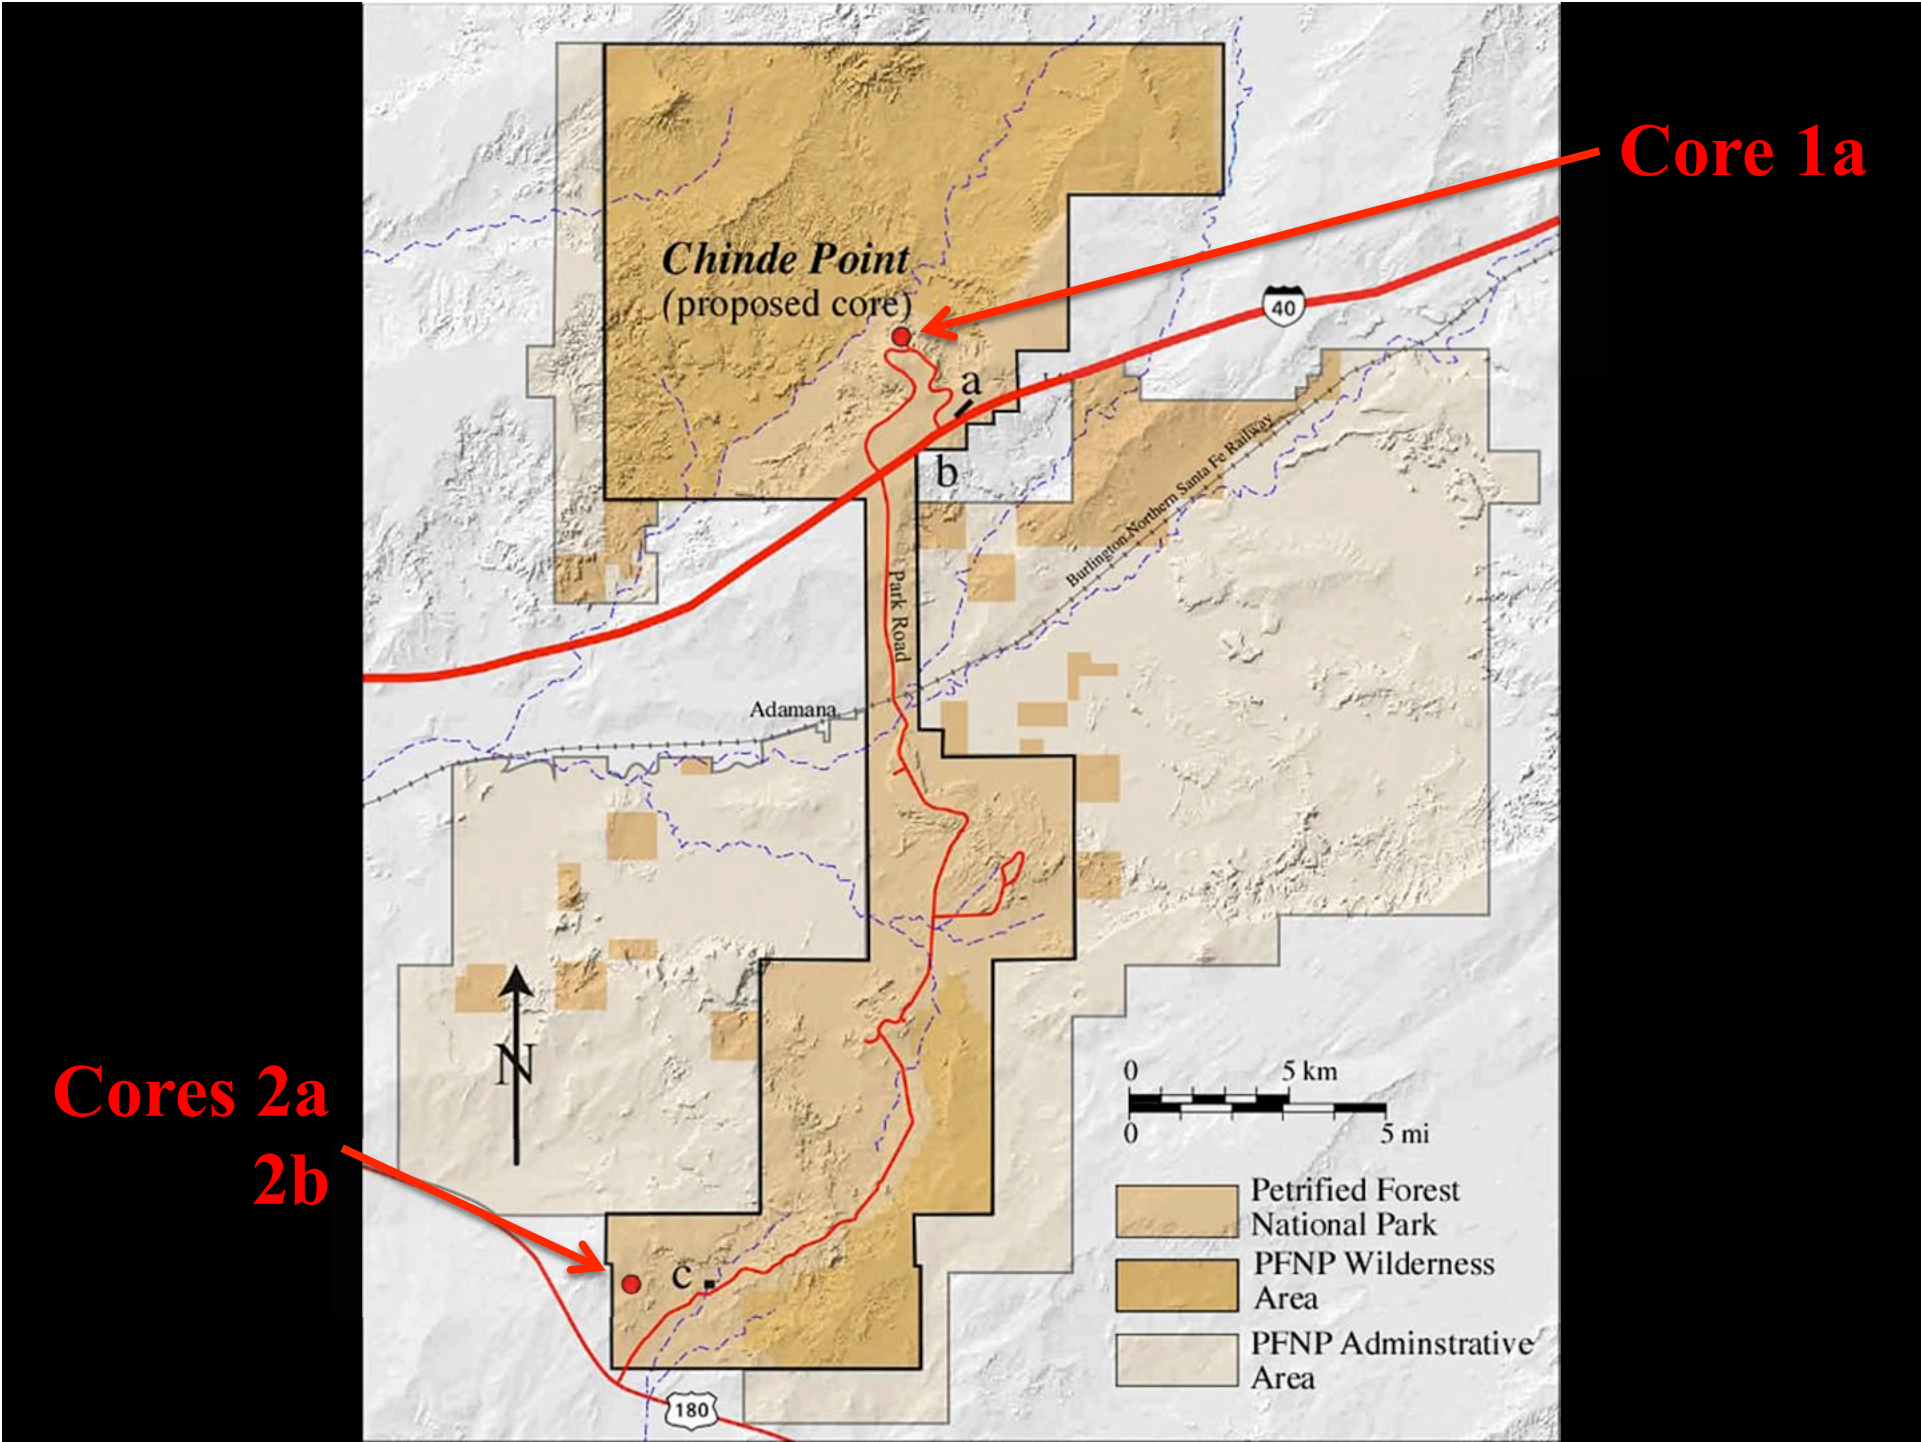 Core 1a
Chinde Point
(proposed core)
40
a
b
Burlington Northern Santa Fe Railway
Park Road
Adamana
N
Cores 2a
2b
0 5 km
0 5 mi
Petrified Forest
National Park
PFNP Wilderness
Area
PFNP Adminstrative
Area
c
180